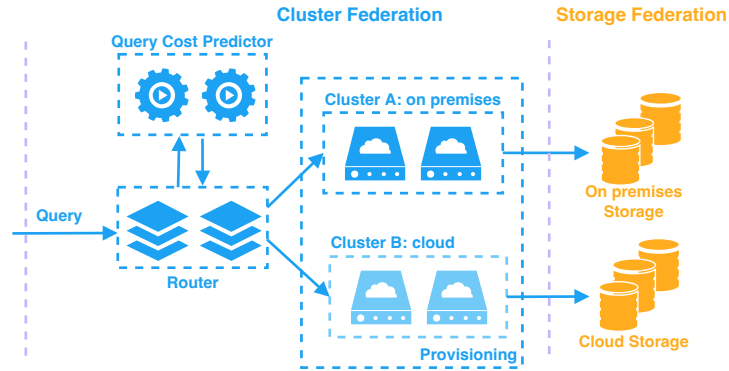 Cluster Federation
Storage Federation
Query Cost Predictor
Cluster A: on premises
On premises
Storage
Query
Cluster B: cloud
Router
Cloud Storage
Provisioning